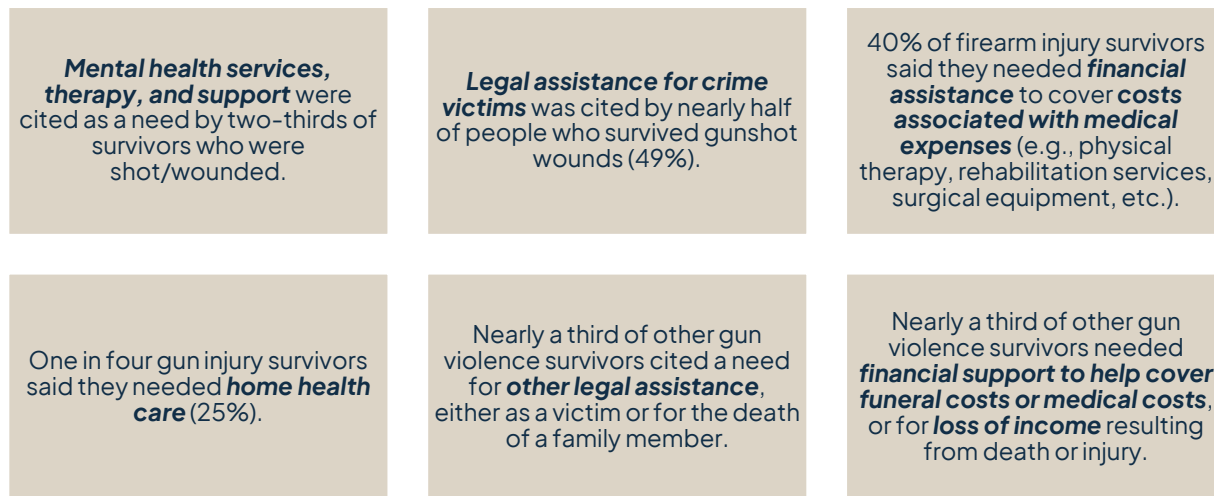 Mental health services,
therapy, and support were
cited as a need by two-thirds of
survivors who were
shot/wounded.
Legal assistance for crime
victims was cited by nearly half
of people who survived gunshot
wounds (49%).
40% of firearm injury survivors
said they needed financial
assistance to cover costs
associated with medical
expenses (e.g., physical
therapy, rehabilitation services,
surgical equipment, etc.).
One in four gun injury survivors
said they needed home health
care (25%).
Nearly a third of other gun
violence survivors cited a need
for other legal assistance,
either as a victim or for the death
of a family member.
Nearly a third of other gun
violence survivors needed
financial support to help cover
funeral costs or medical costs,
or for loss of income resulting
from death or injury.